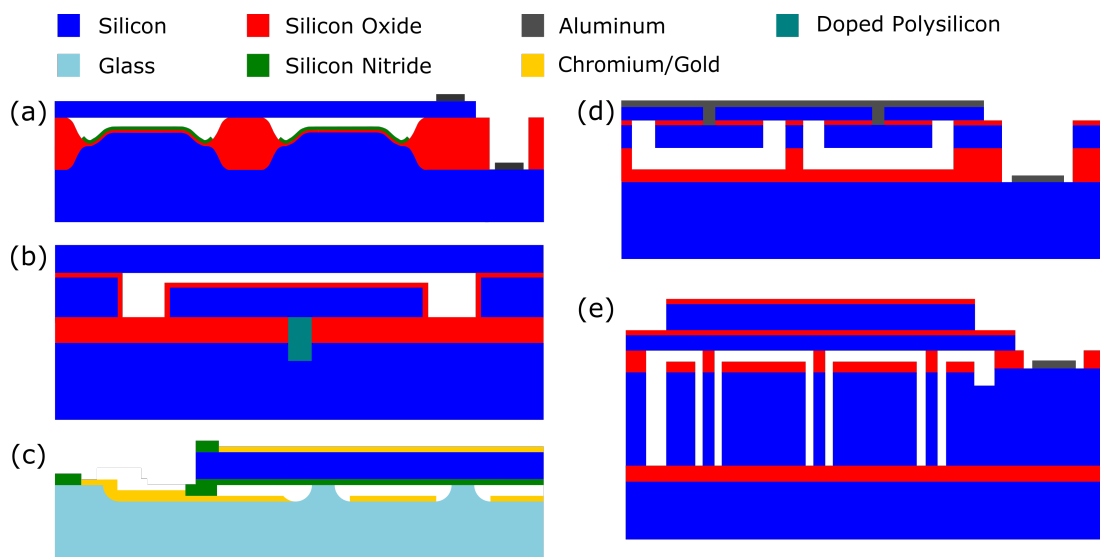 Silicon Silicon Oxide Aluminum Doped Polysilicon
Glass Silicon Nitride Chromium/Gold
(a)
(d)
(b)
(e)
(c)